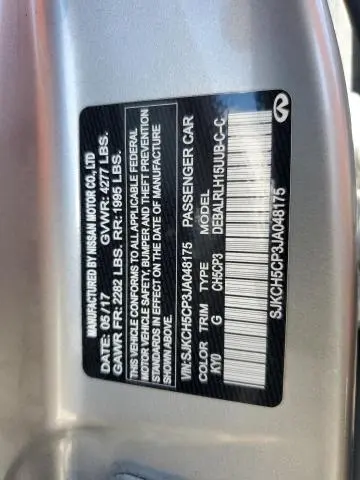 MANUFACTURED BY NISSAN MOTOR CO., LTD
DATE: 05/17 GVWR: 4277 LBS.
GAWR FR: 2282 LBS. RR: 1995 LBS.
THIS VEHICLE CONFORMS TO ALL APPLICABLE FEDERAL
MOTOR VEHICLE SAFETY, BUMPER AND THEFT PREVENTION
STANDARDS IN EFFECT ON THE DATE OF MANUFACTURE
SHOWN ABOVE.
VIN:SJKCH5CP3JA048175 PASSENGER CAR
COLOR TRIM TYPE MODEL
KY0 G CH5CP3 DEBALRLH15UUB-C--C-
SJKCH5CP3JA048175